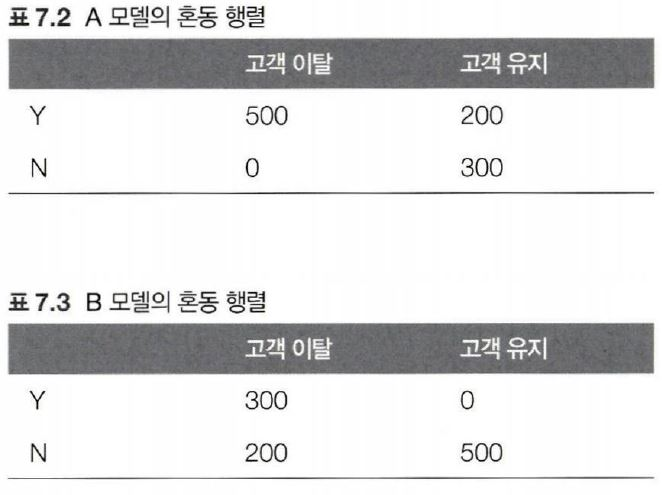 표 7.2 A 모델의 혼동 행렬
고객 이탈 고객 유지
Y 500 200
N 0 300
표 7.3 B 모델의 혼동 행렬
고객 이탈 고객 유지
Y 300 0
N 200 500